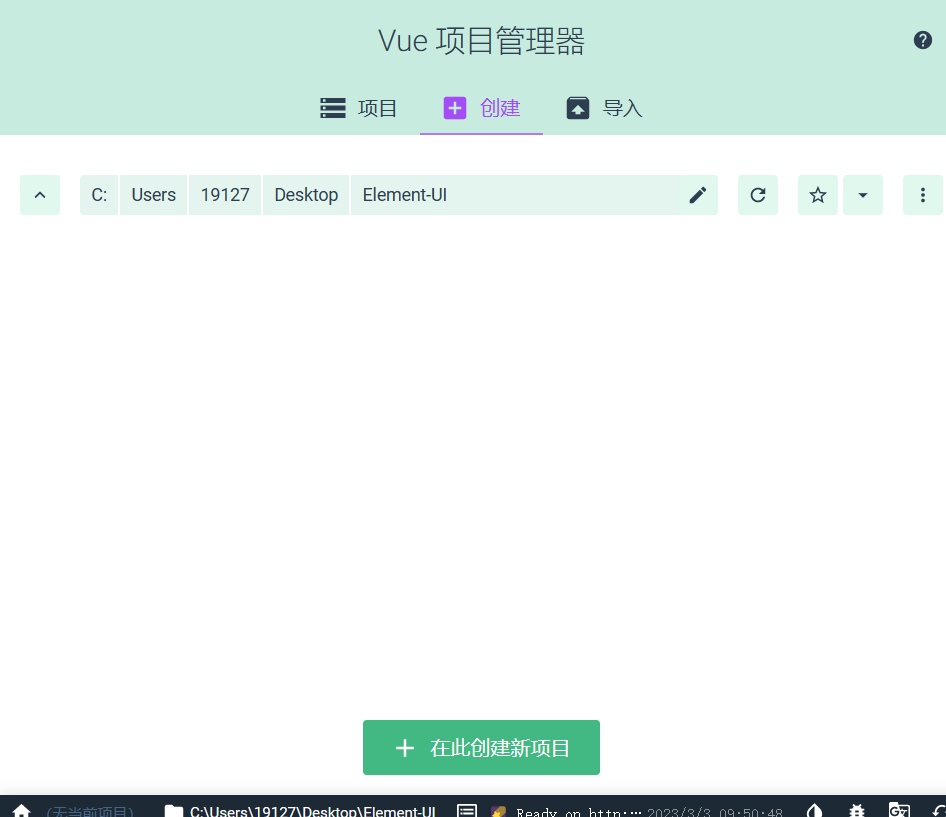 Vue 项目管理器
项目 创建 导入
C: Users 19127 Desktop Element-UI
在此创建新项目
(无当前项目) C:\Users\19127\Desktop\Element-UI Ready on http:… 2023/3/3 09:50:48